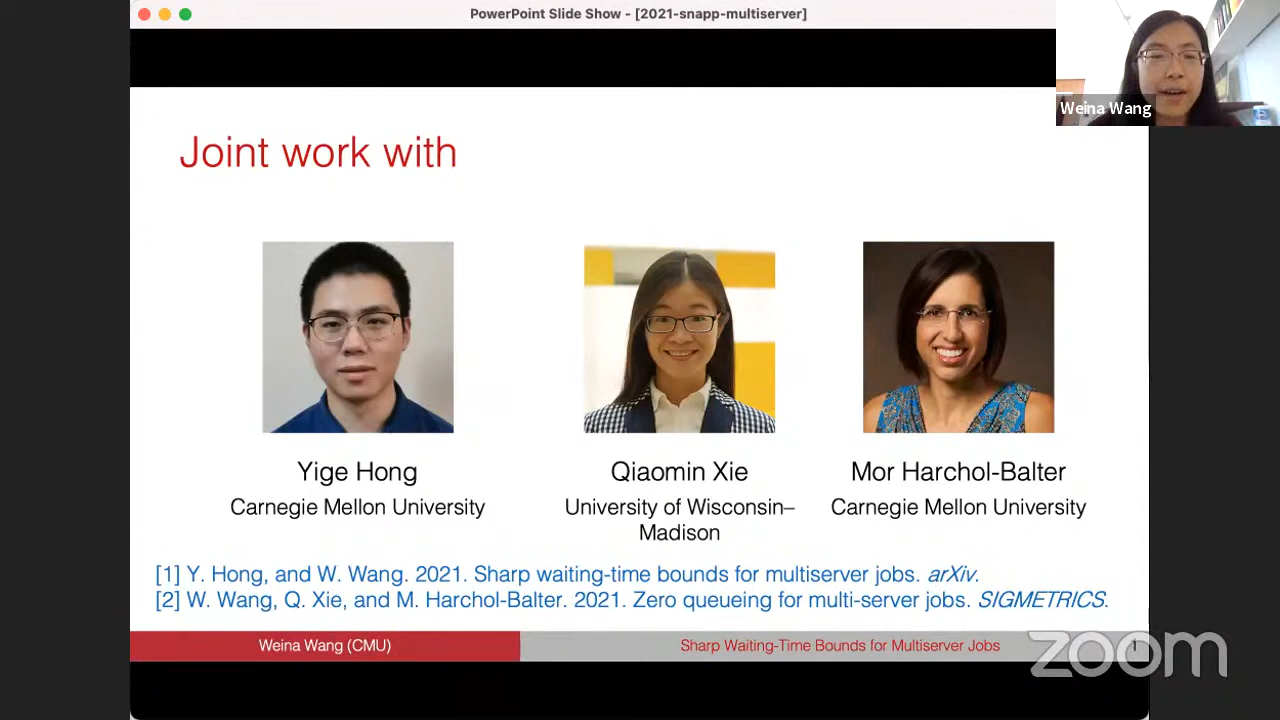 PowerPoint Slide Show - [2021-snapp-multiserver]
Weina Wang
Joint work with
Yige Hong
Carnegie Mellon University
Qiaomin Xie
University of Wisconsin–
Madison
Mor Harchol-Balter
Carnegie Mellon University
[1] Y. Hong, and W. Wang. 2021. Sharp waiting-time bounds for multiserver jobs. arXiv.
[2] W. Wang, Q. Xie, and M. Harchol-Balter. 2021. Zero queueing for multi-server jobs. SIGMETRICS.
Weina Wang (CMU)
Sharp Waiting-Time Bounds for Multiserver Jobs
1
zoom